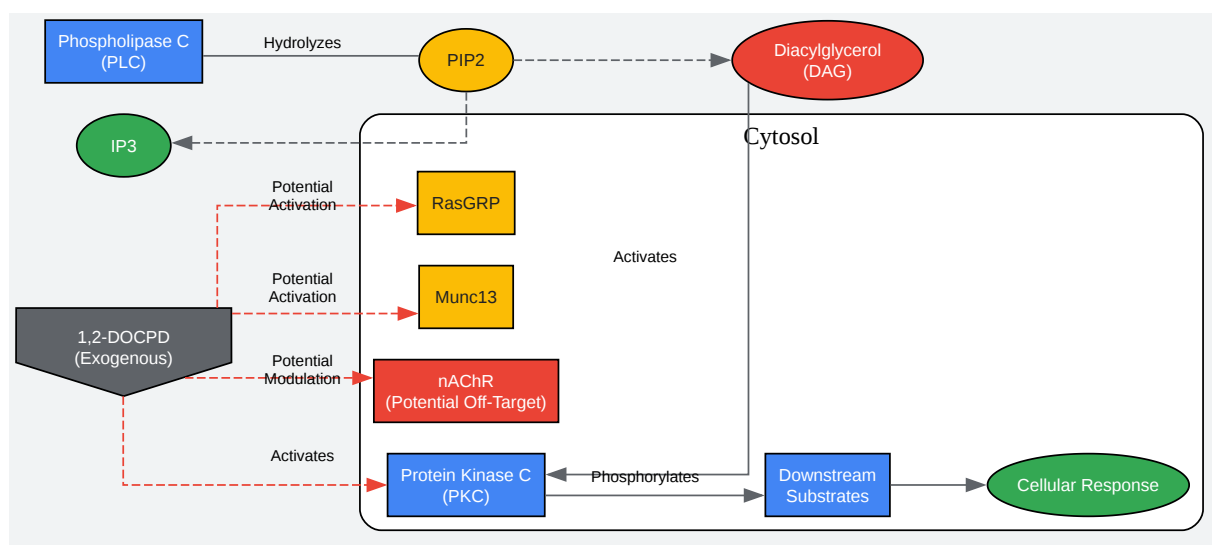 Phospholipase C
(PLC)
Hydrolyzes
PIP2
Diacylglycerol
(DAG)
Cytosol
IP3
Potential
Activation
RasGRP
Activates
Potential
Activation
Munc13
1,2-DOCPD
(Exogenous)
Potential
Modulation
nAChR
(Potential Off-Target)
Activates
Protein Kinase C
(PKC)
Phosphorylates
Downstream
Substrates
Cellular Response